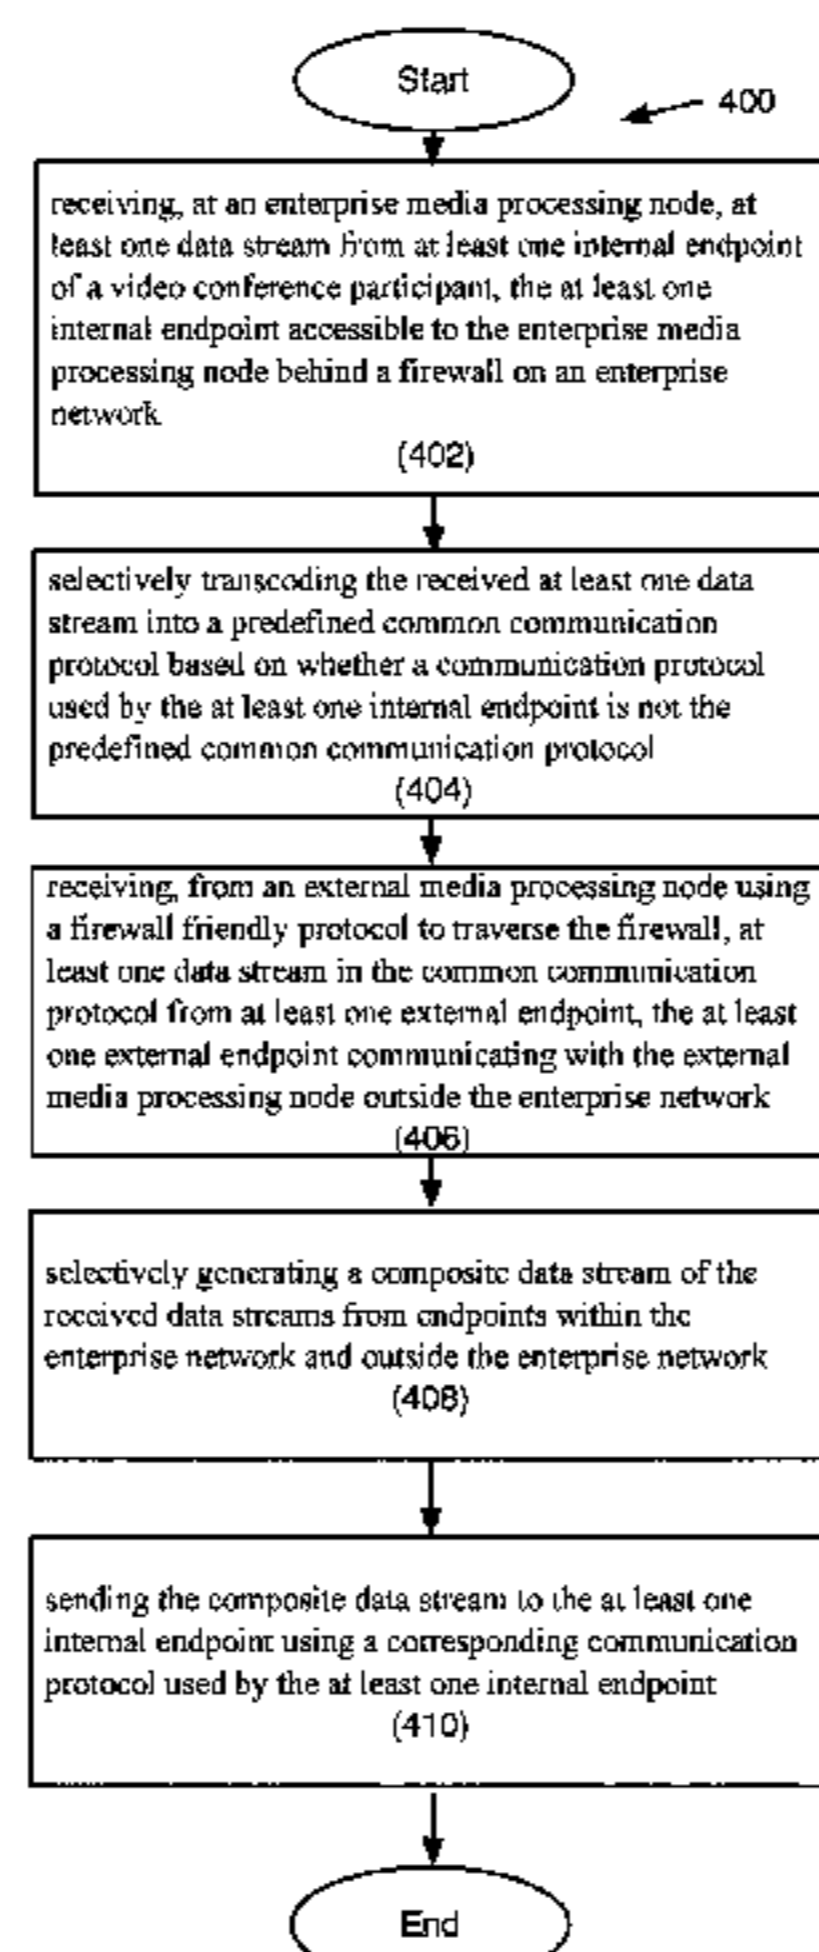 Start
400
receiving, at an enterprise media processing node, at
least one data stream from at least one internal endpoint
of a video conference participant, the at least one
internal endpoint accessible to the enterprise media
processing node behind a firewall on an enterprise
network
(402)
selectively transcoding the received at least one data
stream into a predefined common communication
protocol based on whether a communication protocol
used by the at least one internal endpoint is not the
predefined common communication protocol
(404)
receiving, from an external media processing node using
a firewall friendly protocol to traverse the firewall, at
least one data stream in the common communication
protocol from at least one external endpoint, the at least
one external endpoint communicating with the external
media processing node outside the enterprise network
(406)
selectively generating a composite data stream of the
received data streams from endpoints within the
enterprise network and outside the enterprise network
(408)
sending the composite data stream to the at least one
internal endpoint using a corresponding communication
protocol used by the at least one internal endpoint
(410)
End